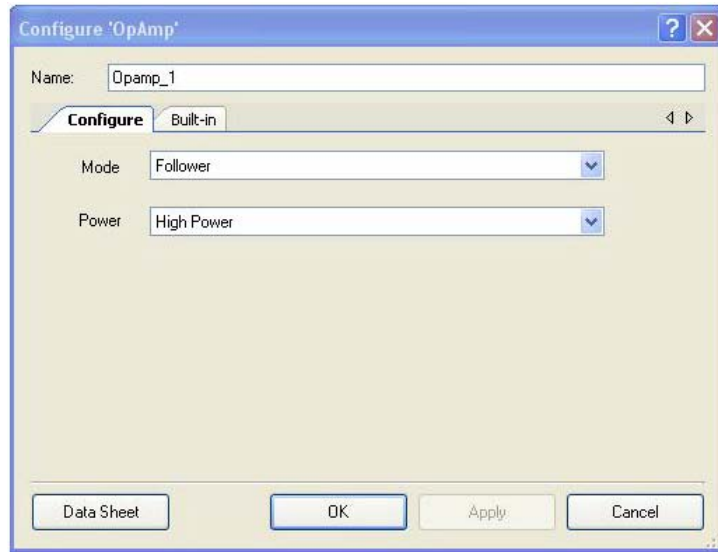 Configure 'OpAmp'
Name: Opamp_1
Configure Built-in
Mode Follower
Power High Power
Data Sheet OK Apply Cancel